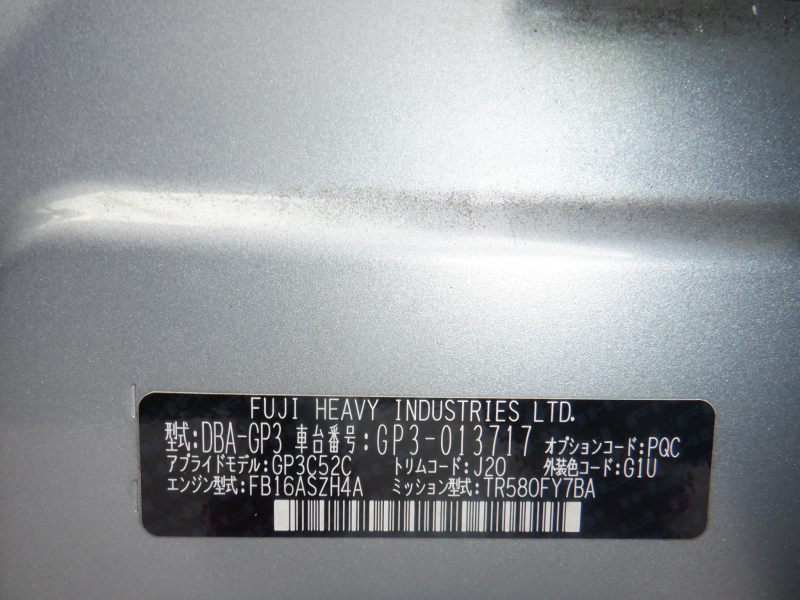 FUJI HEAVY INDUSTRIES LTD.
型式:DBA-GP3 車台番号:GP3-013717 オプションコード:PQC
アプライドモデル:GP3C52C トリムコード:J20 外装色コード:G1U
エンジン型式:FB16ASZH4A ミッション型式:TR580FY7BA